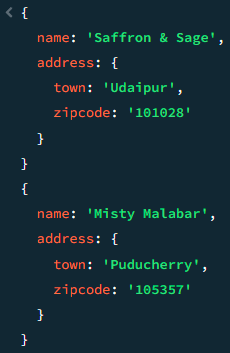 < {
name: 'Saffron & Sage',
address: {
town: 'Udaipur',
zipcode: '101028'
}
}
{
name: 'Misty Malabar',
address: {
town: 'Puducherry',
zipcode: '105357'
}
}